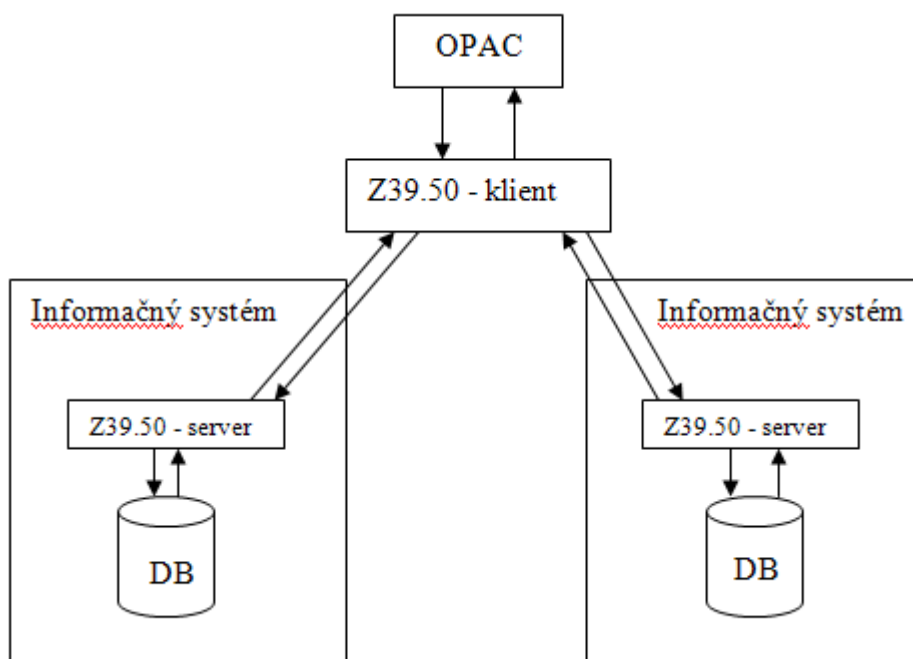 OPAC
Z39.50 - klient
Informačný systém
Informačný systém
Z39.50 - server
Z39.50 - server
DB
DB